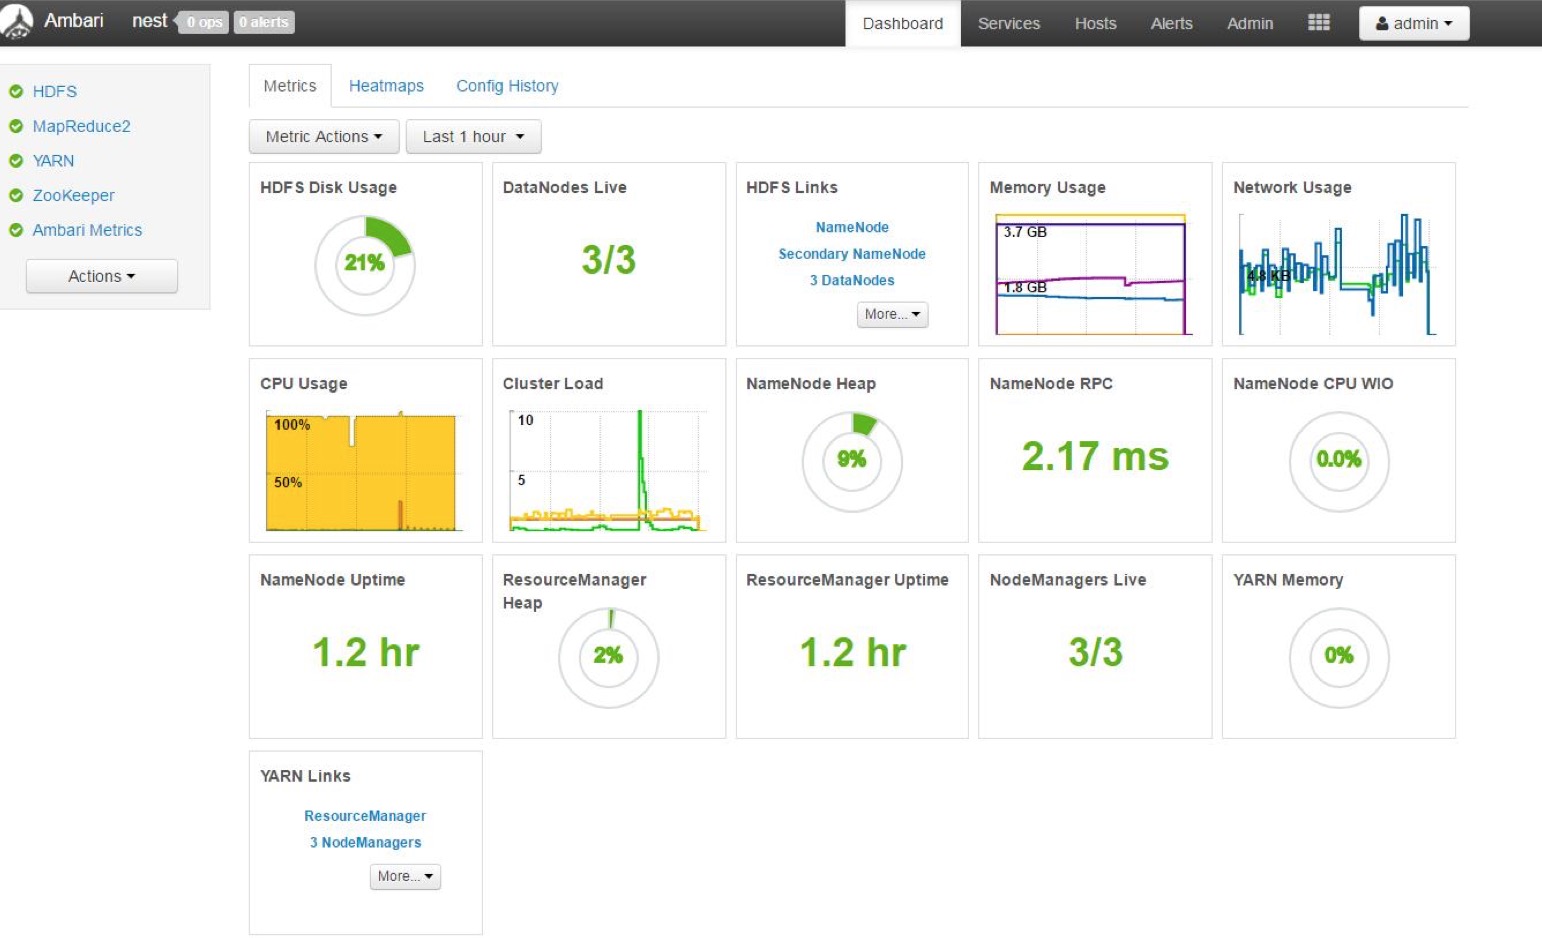 Ambari nest 0 ops 0 alerts Dashboard Services Hosts Alerts Admin admin
HDFS
MapReduce2
YARN
ZooKeeper
Ambari Metrics
Actions
Metrics Heatmaps Config History
Metric Actions Last 1 hour
HDFS Disk Usage
21%
DataNodes Live
3/3
HDFS Links
NameNode
Secondary NameNode
3 DataNodes
More...
Memory Usage
3.7 GB
1.8 GB
Network Usage
4.8 KB
CPU Usage
100%
50%
Cluster Load
10
5
NameNode Heap
9%
NameNode RPC
2.17 ms
NameNode CPU WIO
0.0%
NameNode Uptime
1.2 hr
ResourceManager
Heap
2%
ResourceManager Uptime
1.2 hr
NodeManagers Live
3/3
YARN Memory
0%
YARN Links
ResourceManager
3 NodeManagers
More...